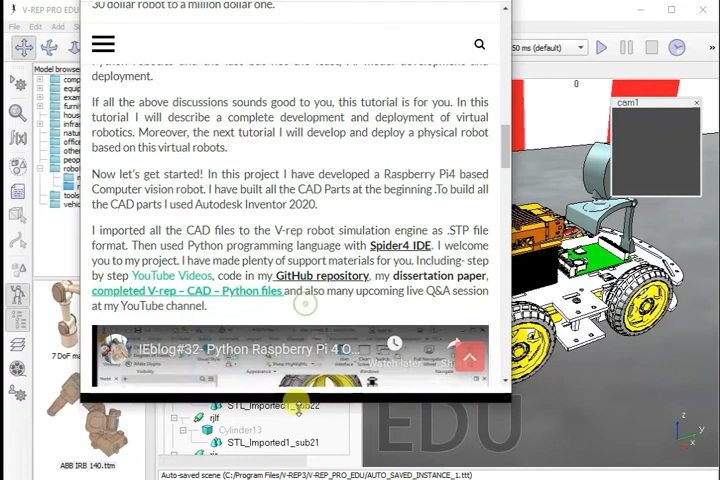 V-REP PRO EDU
30 dollar robot to a million dollar one.
File Edit Add
50 ms (default)
Model browser
robot
tools
0
cam1
deployment.
If all the above discussions sounds good to you, this tutorial is for you. In this
tutorial I will describe a complete development and deployment of virtual
robotics. Moreover, the next tutorial I will develop and deploy a physical robot
based on this virtual robots.
Now let's get started! In this project I have developed a Raspberry Pi4 based
Computer vision robot. I have built all the CAD Parts at the beginning .To build all
the CAD parts I used Autodesk Inventor 2020.
I imported all the CAD files to the V-rep robot simulation engine as .STP file
format. Then used Python programming language with Spider4 IDE. I welcome
you to my project. I have made plenty of support materials for you. Including- step
by step YouTube Videos, code in my GitHub repository, my dissertation paper,
completed V-rep – CAD – Python files and also many upcoming live Q&A session
at my YouTube channel.
IEblog#32- Python Raspberry Pi 4 O...
Watch later
7 DoF
STL_Imported1_sub22
rjlf
Cylinder13
STL_Imported1_sub21
ABB IRB 140.ttm
EDU
z
y
x
Auto-saved scene (C:/Program Files/V-REP3/V-REP_PRO_EDU/AUTO_SAVED_INSTANCE_1.ttt)